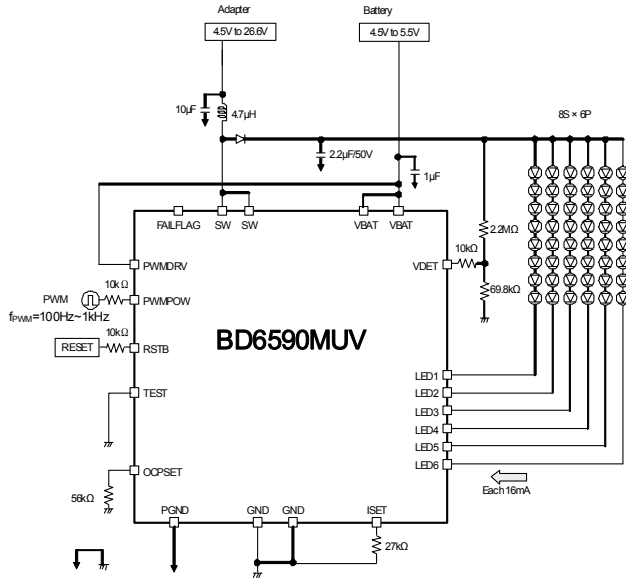 Adapter
Battery
4.5V to 26.6V
4.5V to 5.5V
10µF
4.7µH
8S × 6P
2.2µF/50V
1µF
FAILFLAG
SW
SW
VBAT
VBAT
2.2MΩ
10kΩ
VDET
PWMDRV
69.8kΩ
10kΩ
PWM
PWMPOW
fPWM=100Hz~1kHz
10kΩ
RESET
RSTB
BD6590MUV
LED1
TEST
LED2
LED3
LED4
LED5
LED6
OCPSET
Each 16mA
56kΩ
PGND
GND
GND
ISET
27kΩ